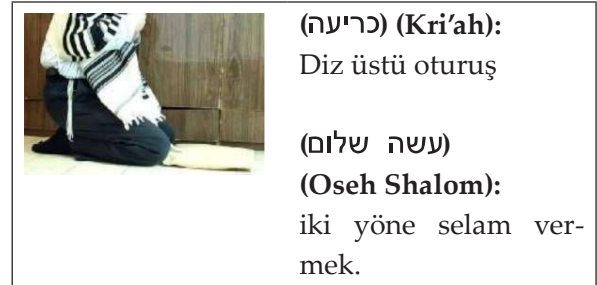 (כריעה) (Kri’ah):
Diz üstü oturuş
(עשה שלום)
(Oseh Shalom):
iki yöne selam ver-
mek.